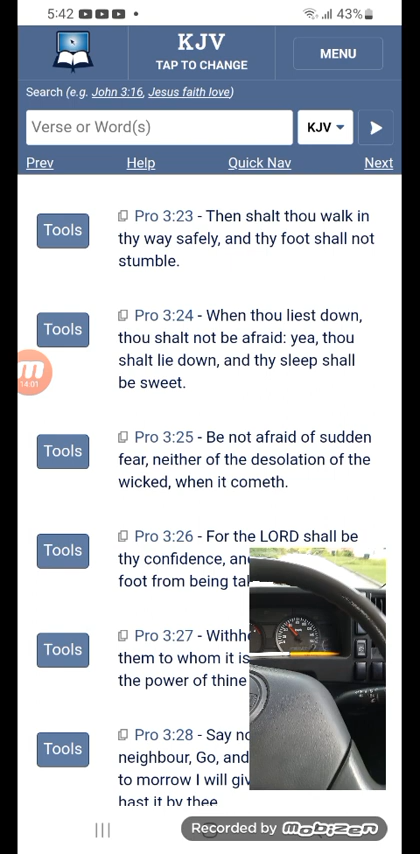 5:42
43%
KJV
TAP TO CHANGE
MENU
Search (e.g. John 3:16, Jesus faith love)
Verse or Word(s)
KJV
Prev Help Quick Nav Next
Tools
Pro 3:23 - Then shalt thou walk in
thy way safely, and thy foot shall not
stumble.
Tools
Pro 3:24 - When thou liest down,
thou shalt not be afraid: yea, thou
shalt lie down, and thy sleep shall
be sweet.
14:01
Tools
Pro 3:25 - Be not afraid of sudden
fear, neither of the desolation of the
wicked, when it cometh.
Tools
Pro 3:26 - For the LORD shall be
thy confidence, and
foot from being
Tools
Pro 3:27 -
them to whom it is
the power of thine
Tools
Pro 3:28 - Say
neighbour, Go, and
to morrow I will
hast it by thee
Recorded by mobizen